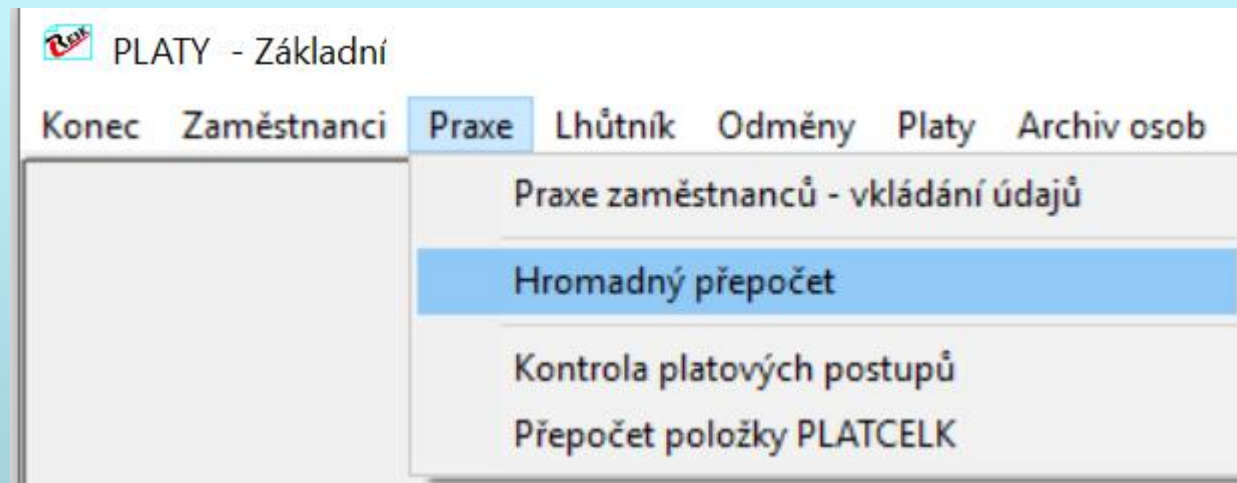 Reik PLATY - Základní
Konec Zaměstnanci Praxe Lhůtník Odměny Platy Archiv osob
Praxe zaměstnanců - vkládání údajů
Hromadný přepočet
Kontrola platových postupů
Přepočet položky PLATCELK